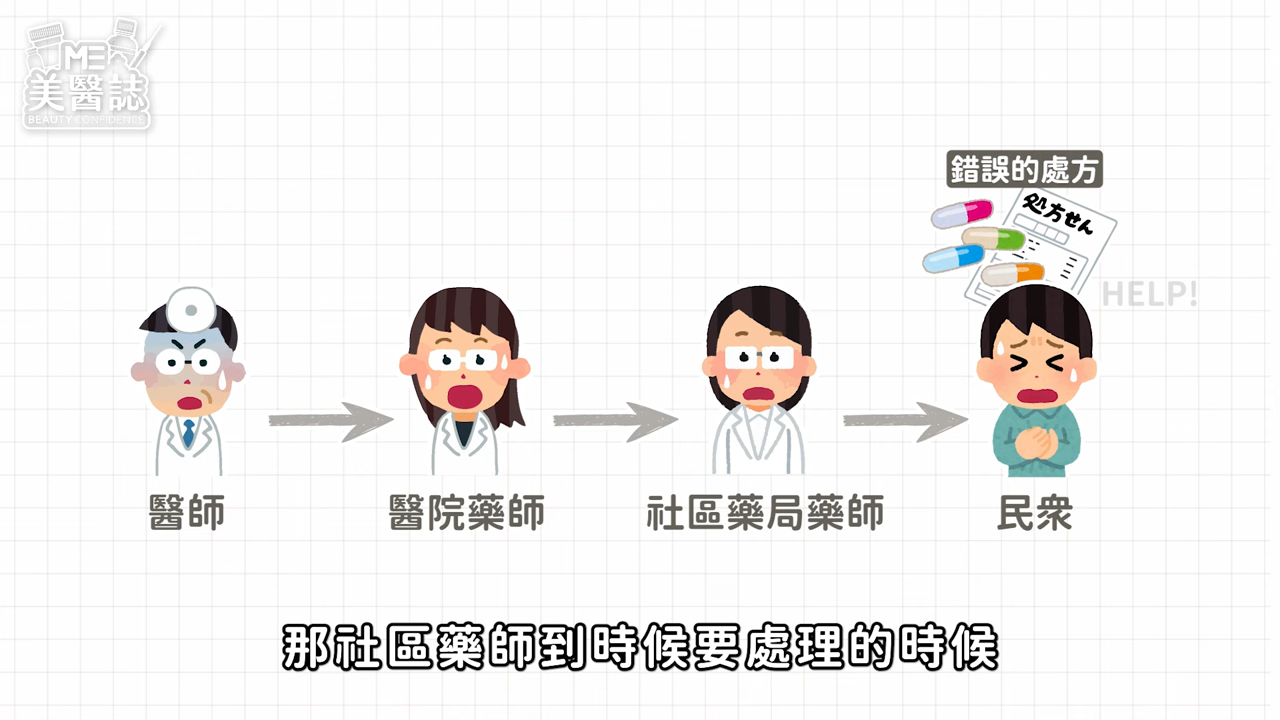 ME
美醫誌
BEAUTY CONFIDENCE
錯誤的處方
処方せん
HELP!
醫師
醫院藥師
社區藥局藥師
民眾
那社區藥師到時候要處理的時候